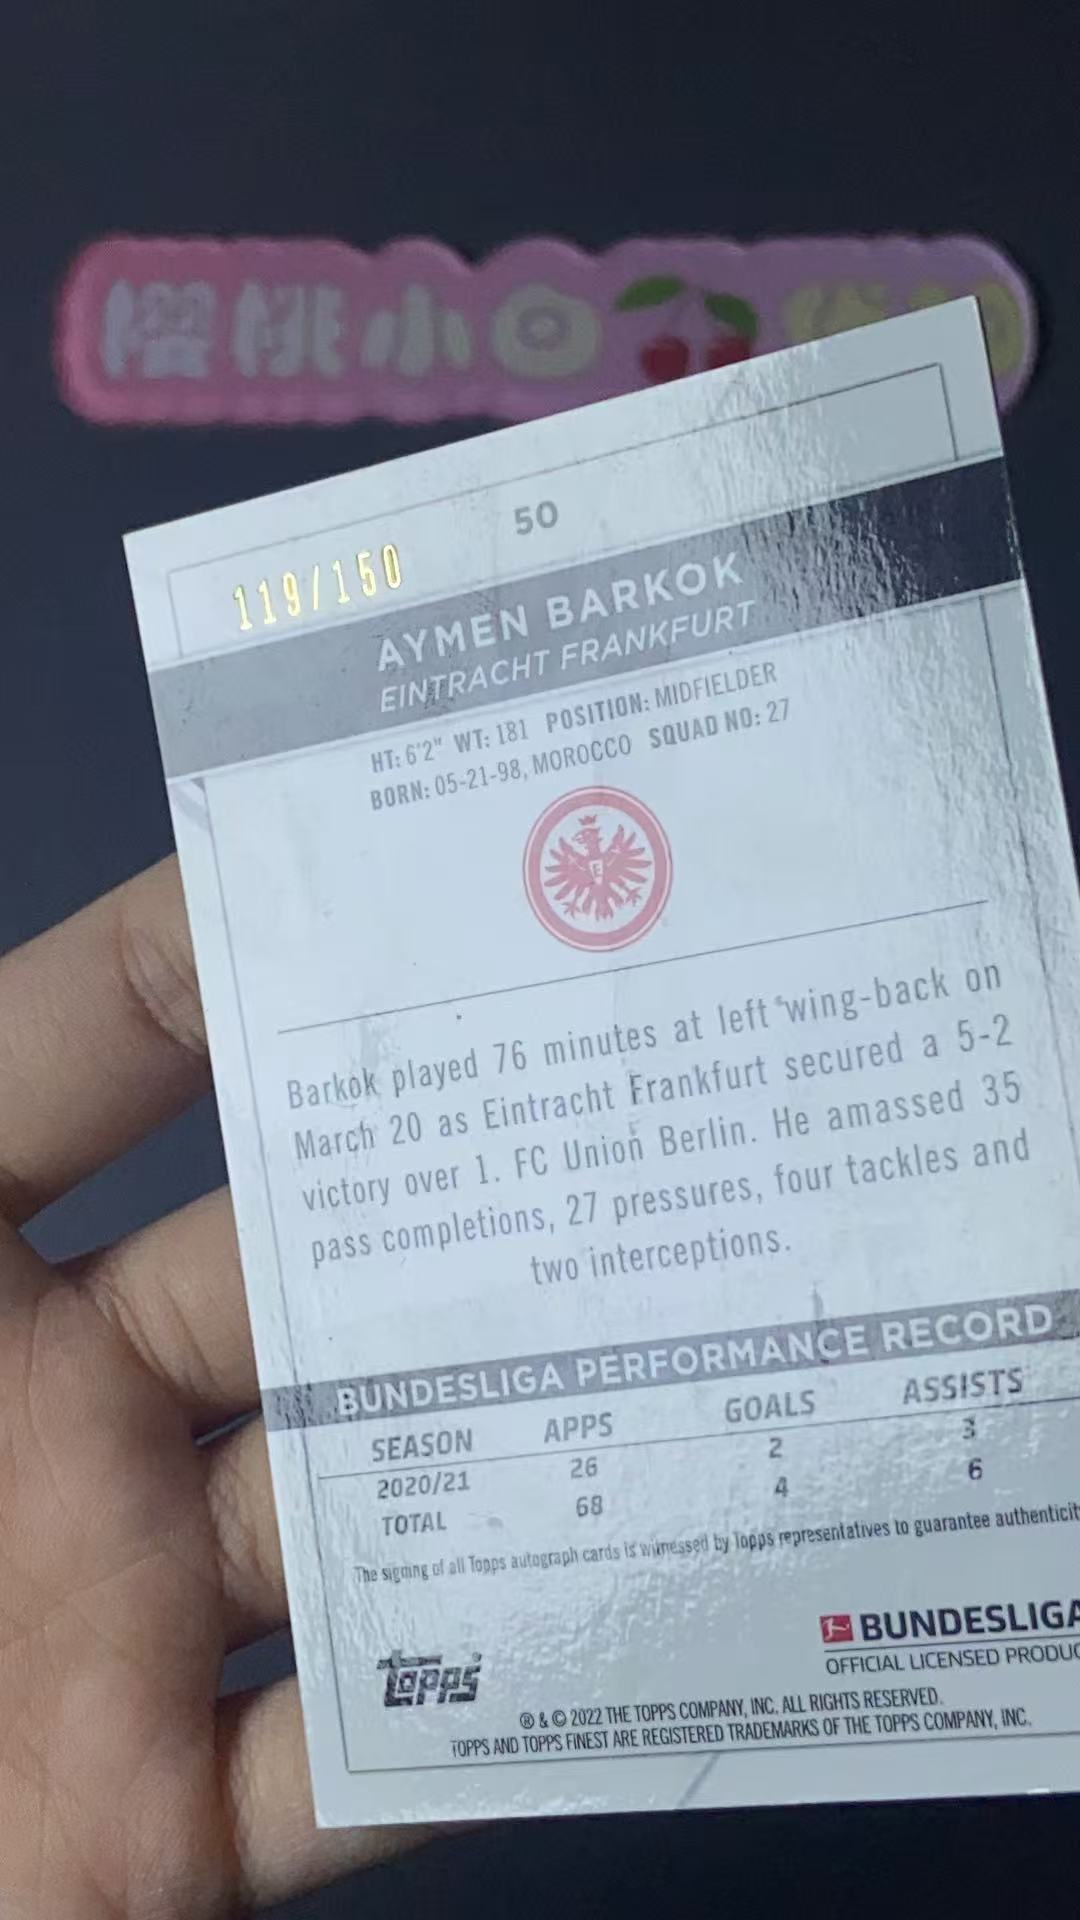 樱桃小
50
119/150
AYMEN BARKOK
EINTRACHT FRANKFURT
HT: 6'2" WT: 181 POSITION: MIDFIELDER
BORN: 05-21-98, MOROCCO SQUAD NO: 27
E
Barkok played 76 minutes at left wing-back on
March 20 as Eintracht Frankfurt secured a 5-2
victory over 1. FC Union Berlin. He amassed 35
pass completions, 27 pressures, four tackles and
two interceptions.
BUNDESLIGA PERFORMANCE RECORD
SEASON APPS GOALS ASSISTS
2020/21 26 2 3
TOTAL 68 4 6
The signing of all Topps autograph cards is witnessed by Topps representatives to guarantee authenticit
BUNDESLIGA
OFFICIAL LICENSED PRODUC
topps
® & © 2022 THE TOPPS COMPANY, INC. ALL RIGHTS RESERVED.
TOPPS AND TOPPS FINEST ARE REGISTERED TRADEMARKS OF THE TOPPS COMPANY, INC.